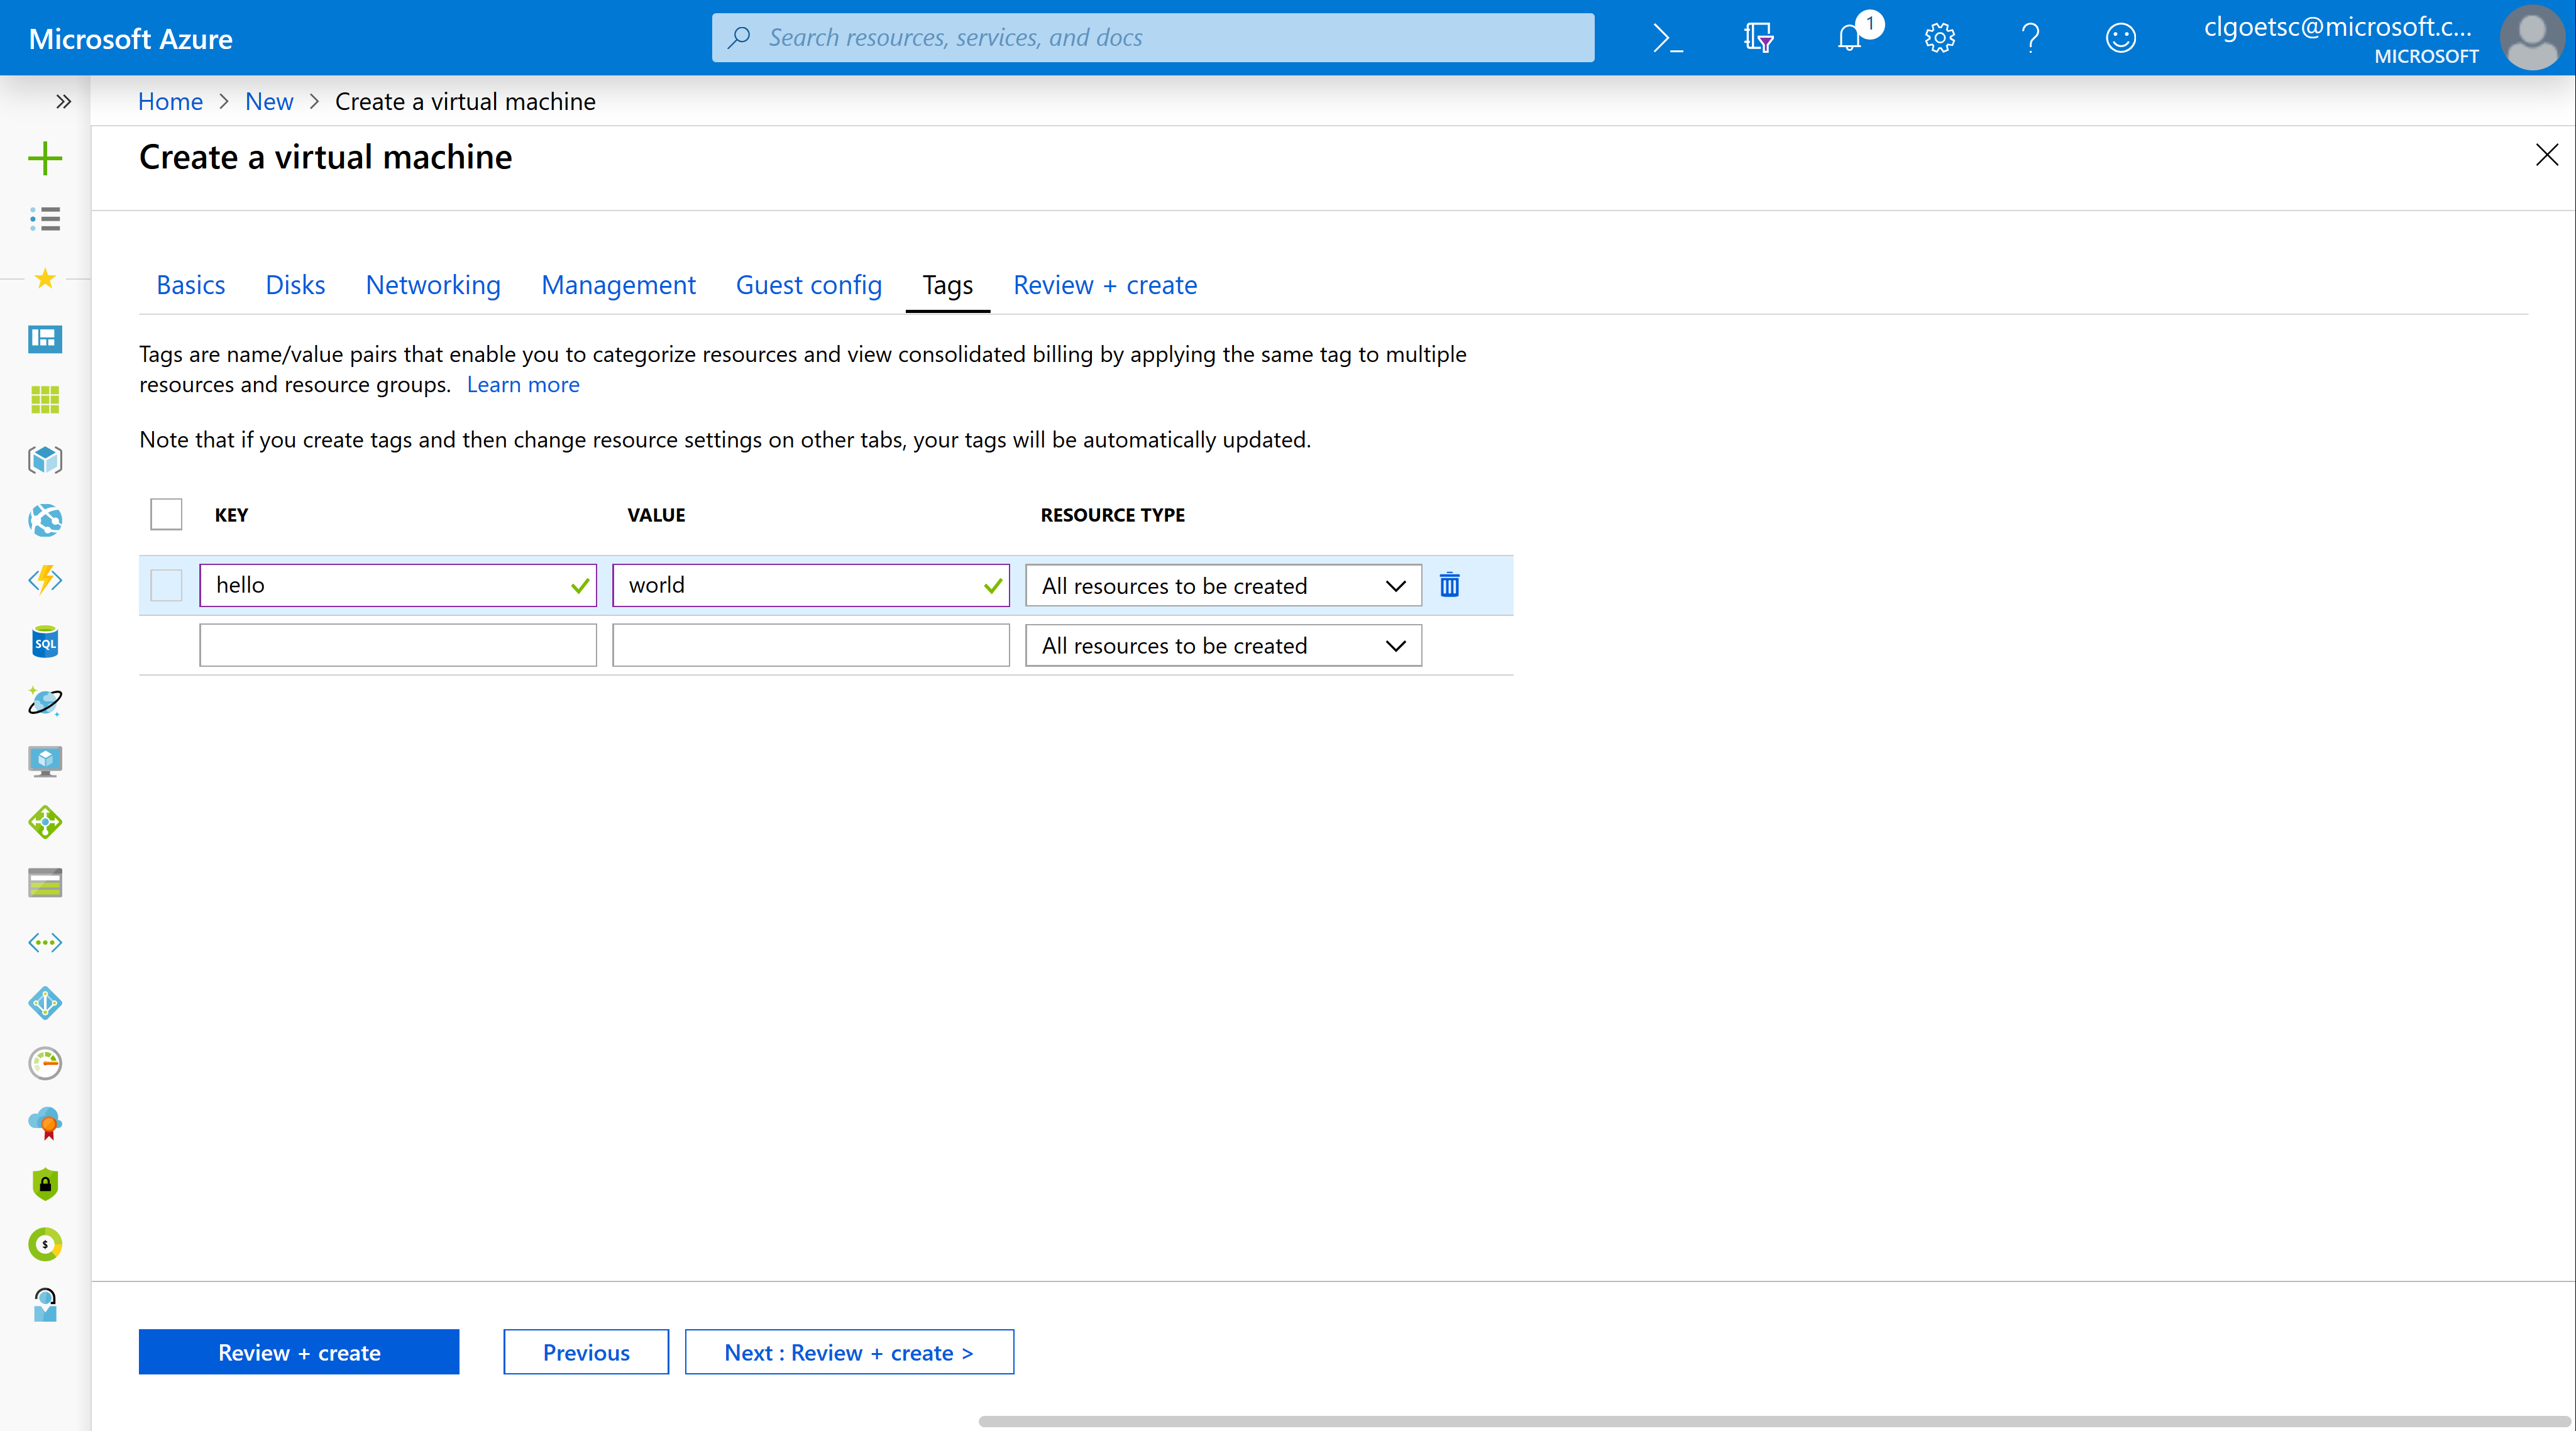 Microsoft Azure
Search resources, services, and docs
1
clgoetsc@microsoft.c...
MICROSOFT
Home > New > Create a virtual machine
Create a virtual machine
Basics Disks Networking Management Guest config Tags Review + create
Tags are name/value pairs that enable you to categorize resources and view consolidated billing by applying the same tag to multiple
resources and resource groups. Learn more
Note that if you create tags and then change resource settings on other tabs, your tags will be automatically updated.
KEY VALUE RESOURCE TYPE
hello world All resources to be created
All resources to be created
SQL
$
Review + create Previous Next : Review + create >